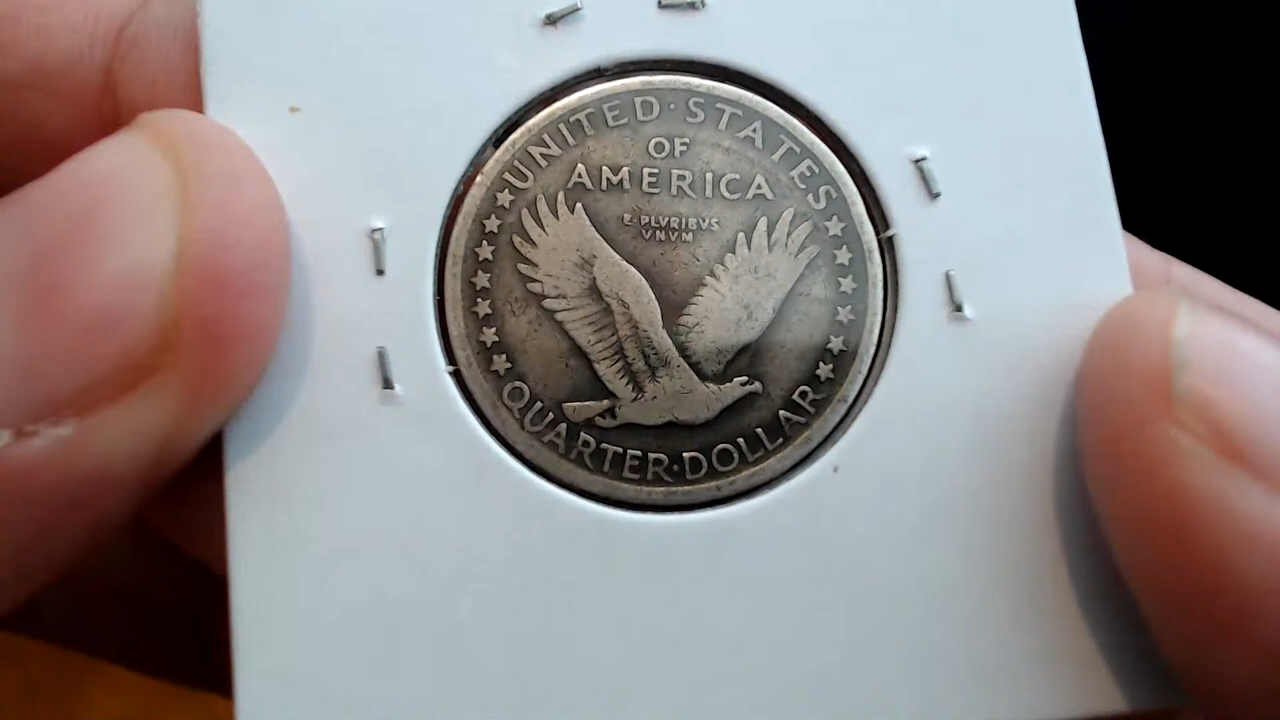 UNITED·STATES
OF
AMERICA
E·PLVRIBVS
VNVM
QUARTER·DOLLAR